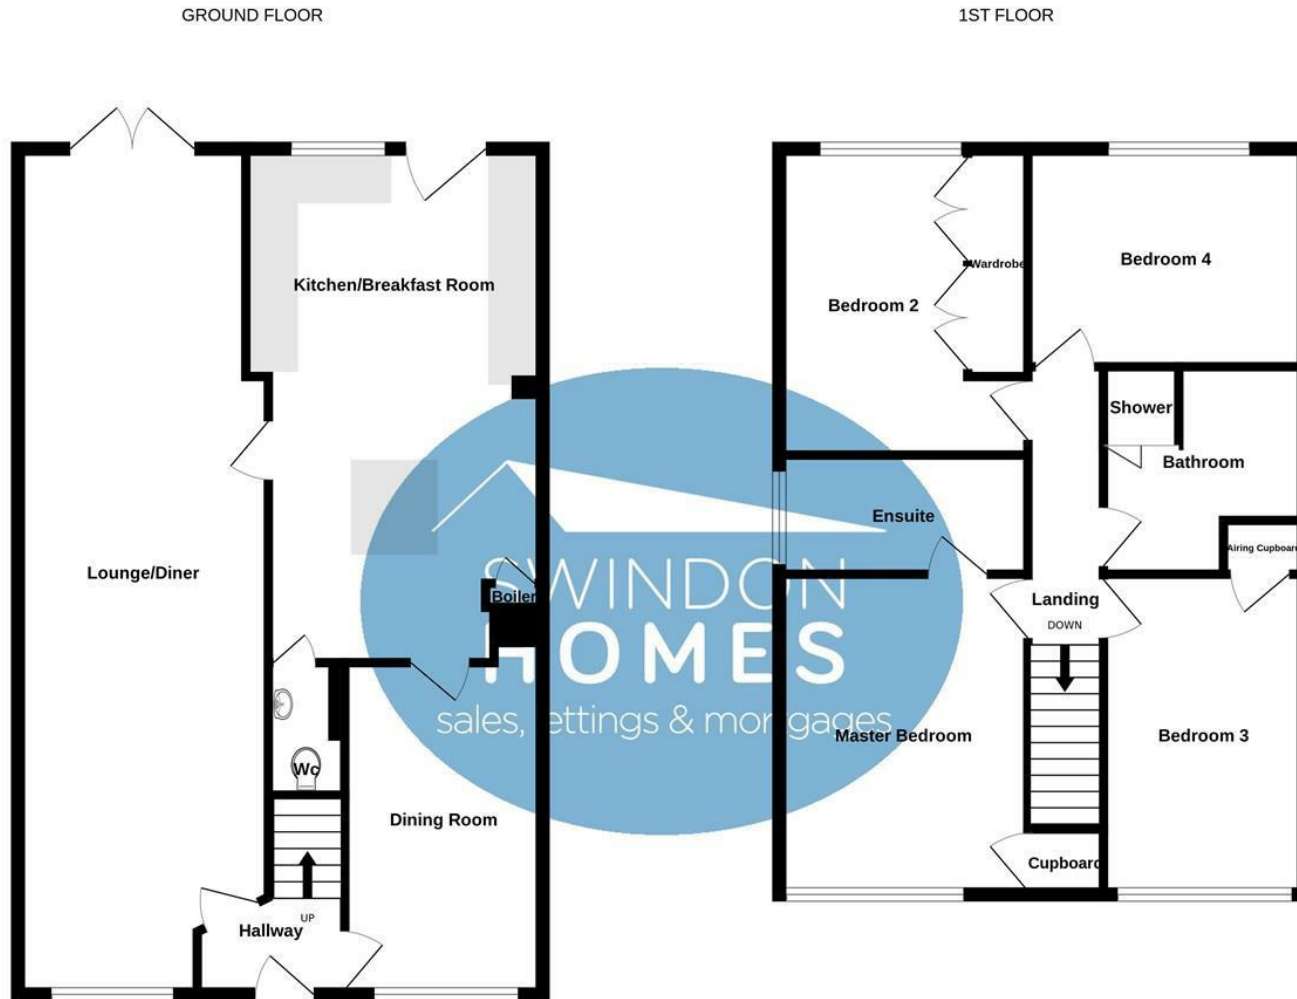 GROUND FLOOR
1ST FLOOR
Kitchen/Breakfast Room
Wardrobe
Bedroom 4
Bedroom 2
Shower
Bathroom
Ensuite
Airing Cupboard
Lounge/Diner
Boiler
Landing
DOWN
SWINDON
HOMES
sales, lettings & mortgages
Master Bedroom
Bedroom 3
Wc
Dining Room
Cupboard
UP
Hallway